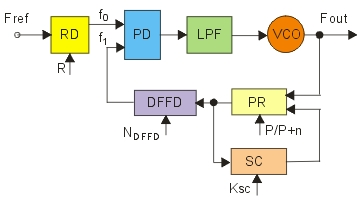 Fref
RD
R
f0
f1
PD
LPF
VCO
Fout
DFFD
NDFFD
PR
P/P+n
SC
Ksc